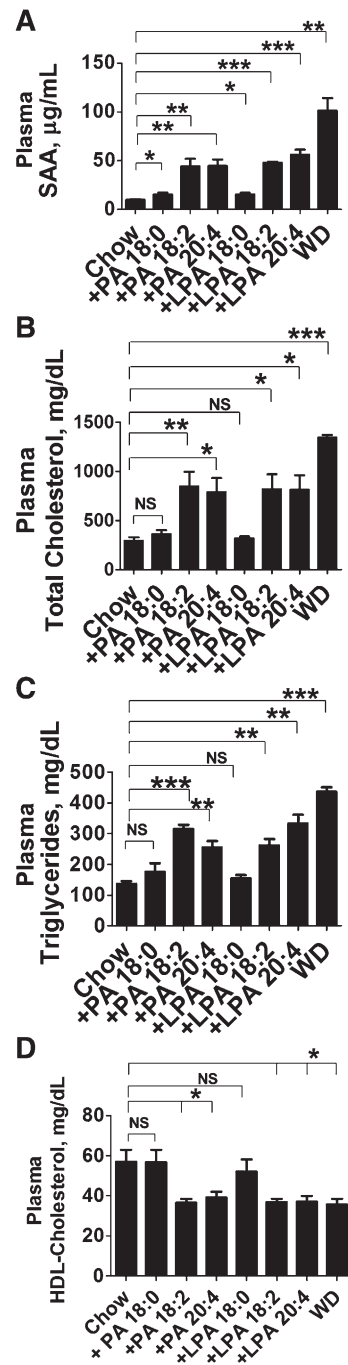 A
**
***
***
*
**
**
*
Plasma
SAA, µg/mL
150
100
50
0
Chow
+PA 18:0
+PA 18:2
+PA 20:4
+LPA 18:0
+LPA 18:2
+LPA 20:4
WD
B
***
*
*
NS
**
*
NS
Plasma
Total Cholesterol, mg/dL
1500
1000
500
0
Chow
+PA 18:0
+PA 18:2
+PA 20:4
+LPA 18:0
+LPA 18:2
+LPA 20:4
WD
C
***
**
**
NS
***
**
NS
Plasma
Triglycerides, mg/dL
500
400
300
200
100
0
Chow
+PA 18:0
+PA 18:2
+PA 20:4
+LPA 18:0
+LPA 18:2
+LPA 20:4
WD
D
*
NS
*
NS
Plasma
HDL-Cholesterol, mg/dL
80
60
40
20
0
Chow
+ PA 18:0
+PA 18:2
+PA 20:4
+LPA 18:0
+LPA 18:2
+LPA 20:4
WD